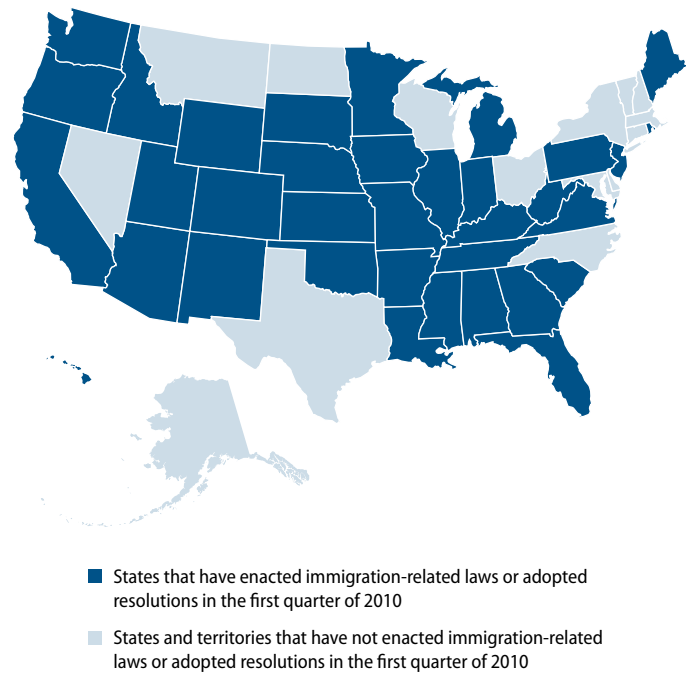 States that have enacted immigration-related laws or adopted
resolutions in the first quarter of 2010
States and territories that have not enacted immigration-related
laws or adopted resolutions in the first quarter of 2010